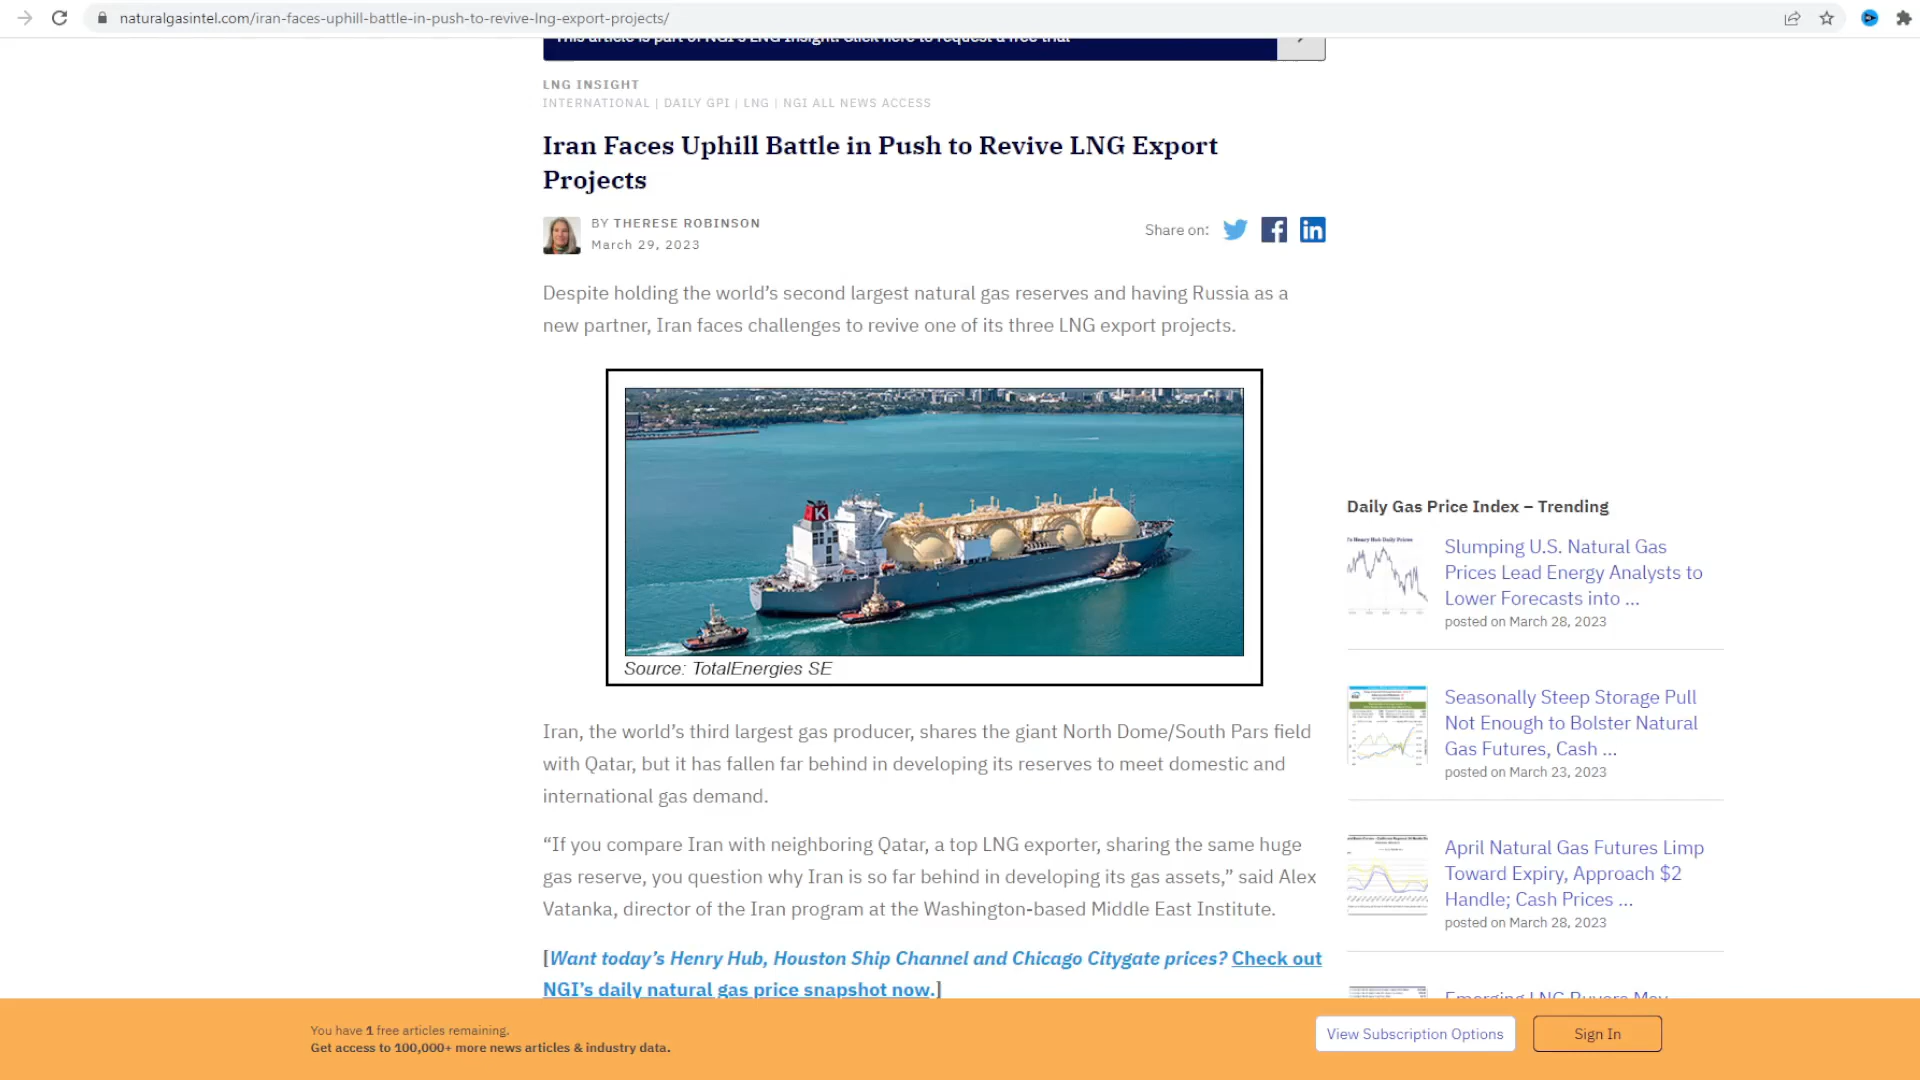 naturalgasintel.com/iran-faces-uphill-battle-in-push-to-revive-lng-export-projects/
This article is part of NGI's LNG Insight. Click here to request a free trial
LNG INSIGHT
INTERNATIONAL | DAILY GPI | LNG | NGI ALL NEWS ACCESS
Iran Faces Uphill Battle in Push to Revive LNG Export
Projects
BY THERESE ROBINSON
March 29, 2023
Share on:
Despite holding the world’s second largest natural gas reserves and having Russia as a
new partner, Iran faces challenges to revive one of its three LNG export projects.
K
Source: TotalEnergies SE
Iran, the world’s third largest gas producer, shares the giant North Dome/South Pars field
with Qatar, but it has fallen far behind in developing its reserves to meet domestic and
international gas demand.
“If you compare Iran with neighboring Qatar, a top LNG exporter, sharing the same huge
gas reserve, you question why Iran is so far behind in developing its gas assets,” said Alex
Vatanka, director of the Iran program at the Washington-based Middle East Institute.
[Want today’s Henry Hub, Houston Ship Channel and Chicago Citygate prices? Check out
NGI’s daily natural gas price snapshot now.]
Daily Gas Price Index – Trending
Henry Hub Daily Prices
Slumping U.S. Natural Gas
Prices Lead Energy Analysts to
Lower Forecasts into ...
posted on March 28, 2023
Seasonally Steep Storage Pull
Not Enough to Bolster Natural
Gas Futures, Cash ...
posted on March 23, 2023
April Natural Gas Futures Limp
Toward Expiry, Approach $2
Handle; Cash Prices ...
posted on March 28, 2023
Emerging LNG Buyers May
You have 1 free articles remaining.
Get access to 100,000+ more news articles & industry data.
View Subscription Options
Sign In